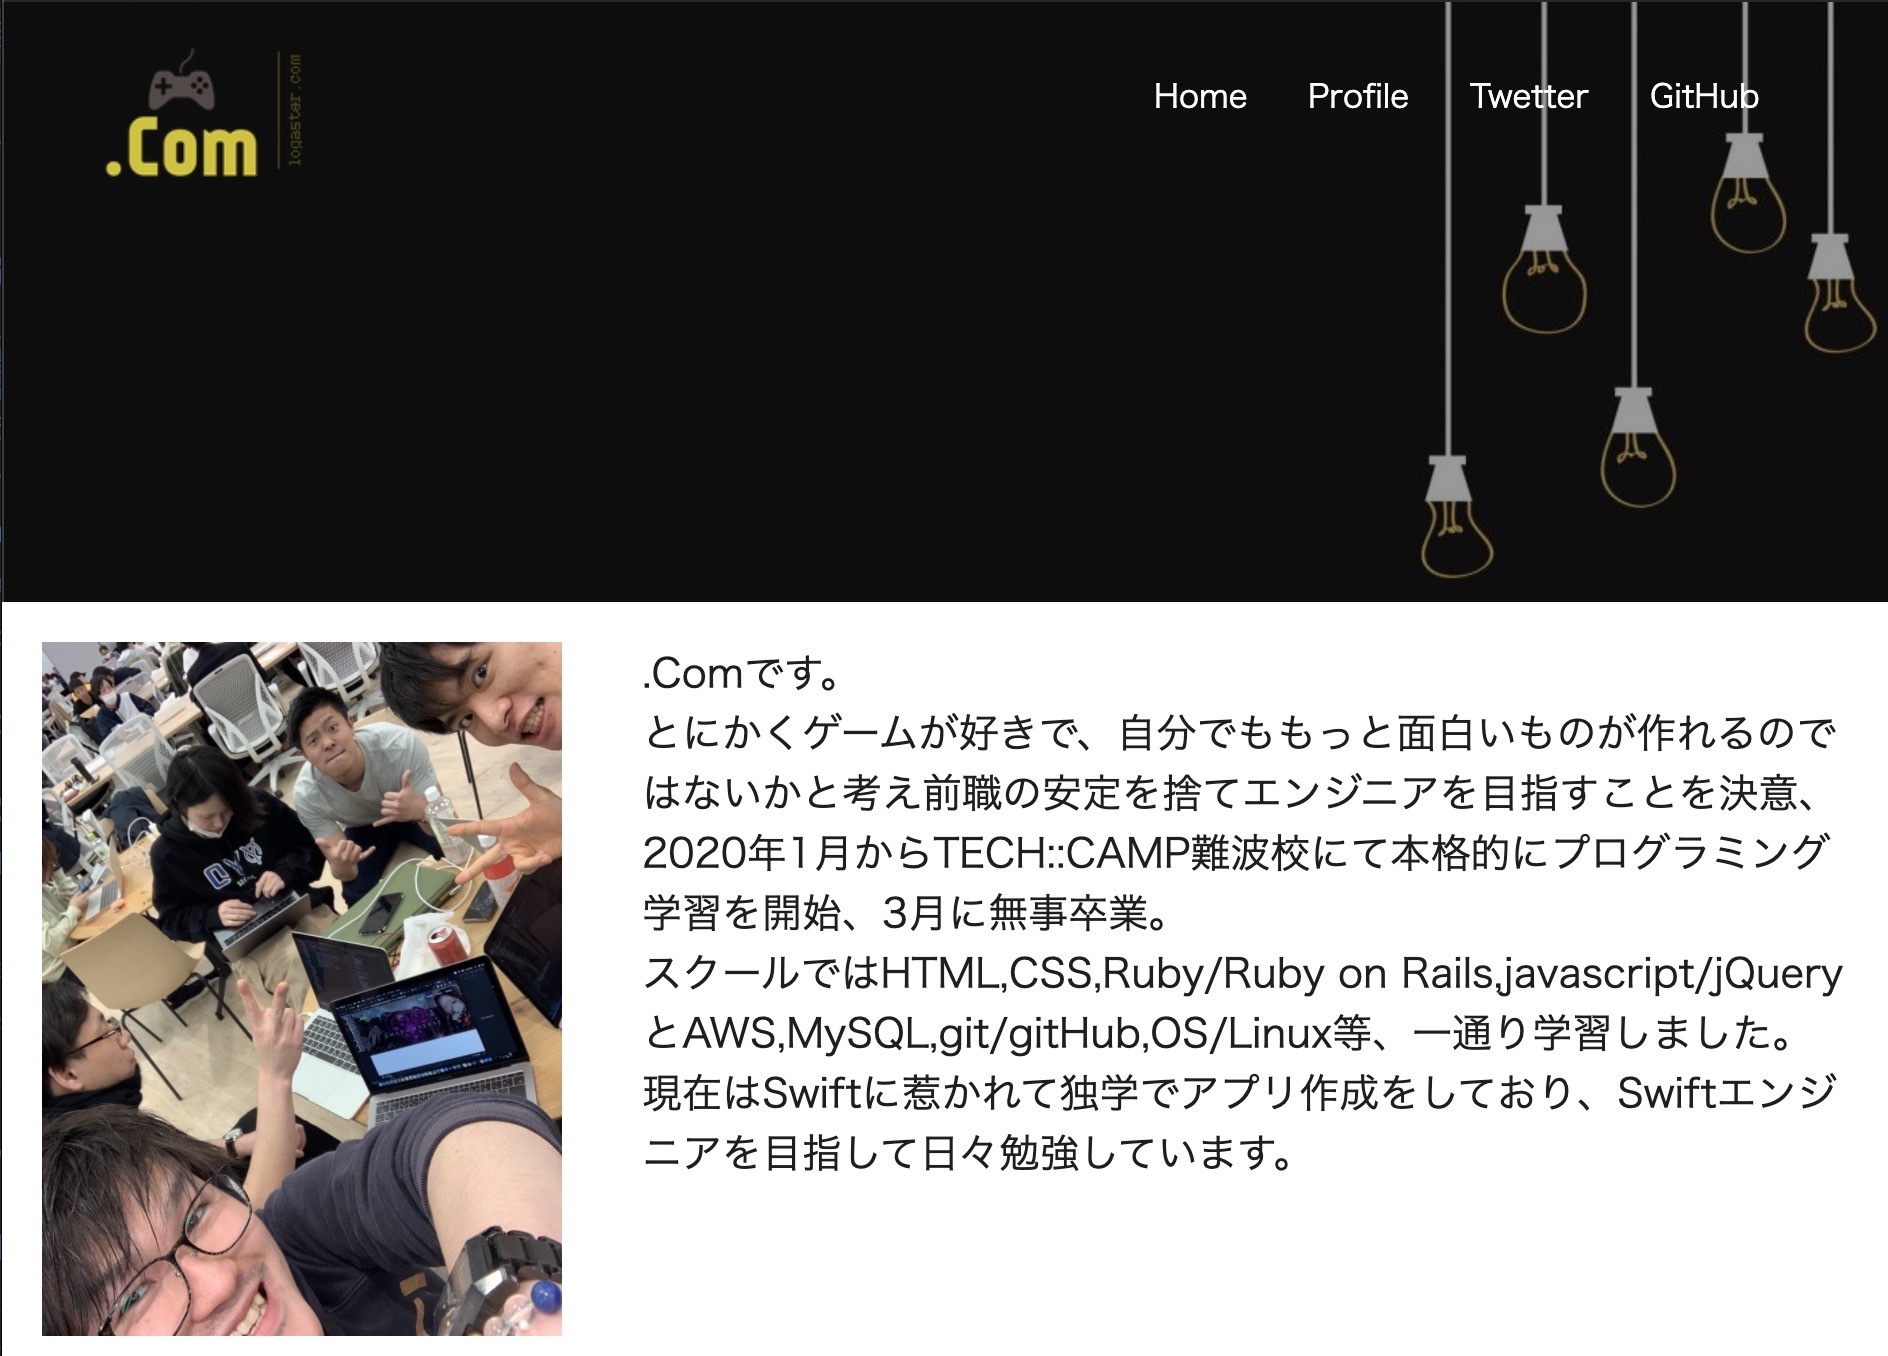 .Com
logaster.com
Home Profile Twetter GitHub
.Comです。
とにかくゲームが好きで、自分でももっと面白いものが作れるので
はないかと考え前職の安定を捨てエンジニアを目指すことを決意、
2020年1月からTECH::CAMP難波校にて本格的にプログラミング
学習を開始、3月に無事卒業。
スクールではHTML,CSS,Ruby/Ruby on Rails,javascript/jQuery
とAWS,MySQL,git/gitHub,OS/Linux等、一通り学習しました。
現在はSwiftに惹かれて独学でアプリ作成をしており、Swiftエンジ
ニアを目指して日々勉強しています。